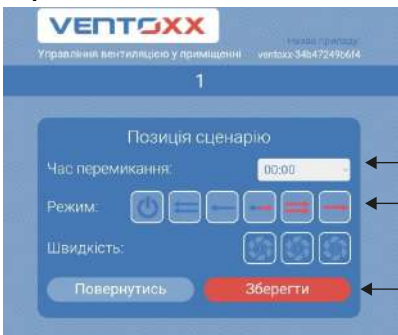 VENTOXX
Назва приладу:
Управління вентиляцією у приміщенні ventoxx-34b47249b6f4
1
Позиція сценарію
Час перемикання: 00:00
Режим:
Швидкість:
Повернутись Зберегти